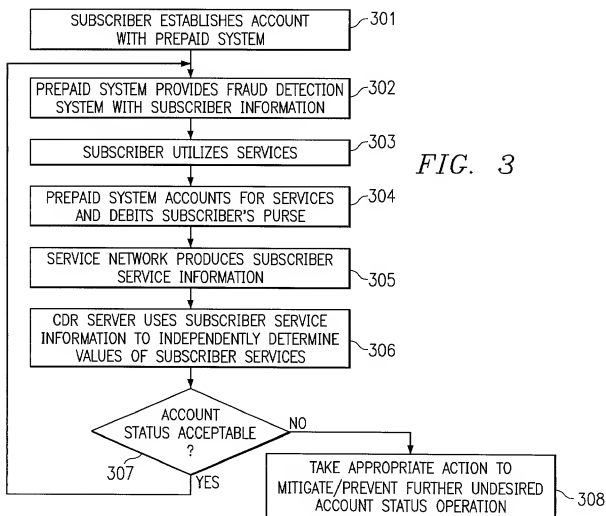 SUBSCRIBER ESTABLISHES ACCOUNT
WITH PREPAID SYSTEM
301
PREPAID SYSTEM PROVIDES FRAUD DETECTION
SYSTEM WITH SUBSCRIBER INFORMATION
302
SUBSCRIBER UTILIZES SERVICES
303
FIG. 3
PREPAID SYSTEM ACCOUNTS FOR SERVICES
AND DEBITS SUBSCRIBER'S PURSE
304
SERVICE NETWORK PRODUCES SUBSCRIBER
SERVICE INFORMATION
305
CDR SERVER USES SUBSCRIBER SERVICE
INFORMATION TO INDEPENDENTLY DETERMINE
VALUES OF SUBSCRIBER SERVICES
306
ACCOUNT
STATUS ACCEPTABLE
?
307
NO
YES
TAKE APPROPRIATE ACTION TO
MITIGATE/PREVENT FURTHER UNDESIRED
ACCOUNT STATUS OPERATION
308